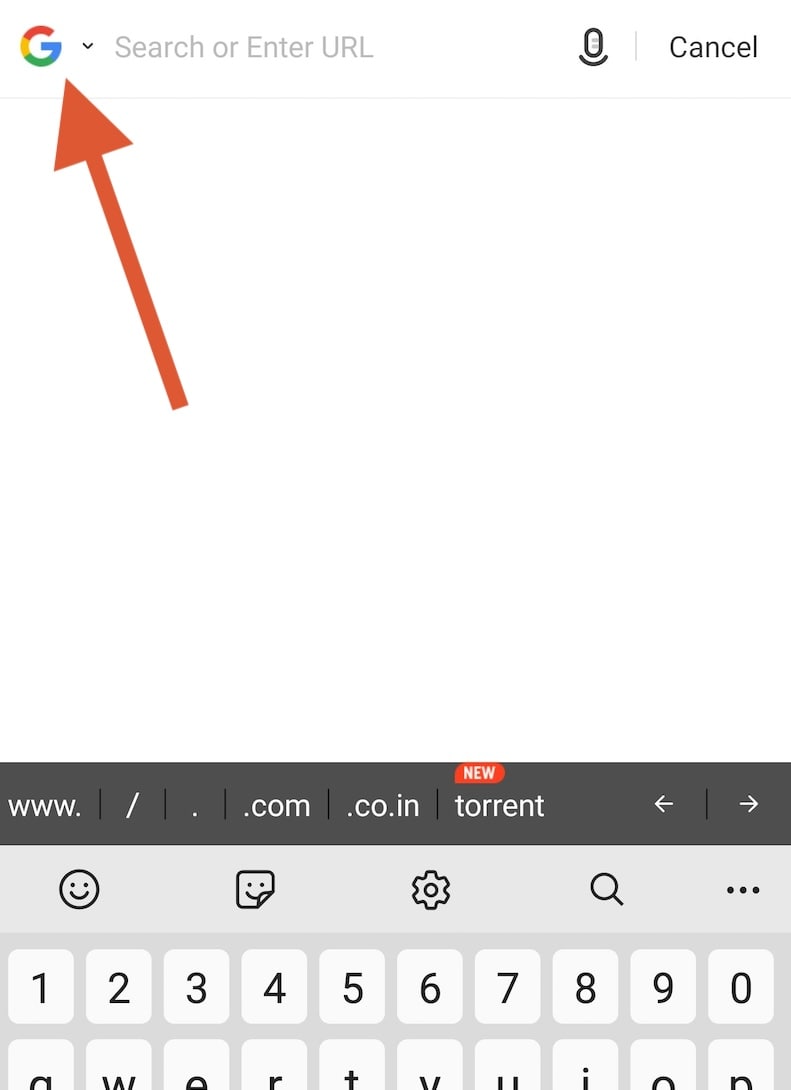 Search or Enter URL Cancel
NEW
www. / . .com .co.in torrent
1 2 3 4 5 6 7 8 9 0
q w e r t y u i o p